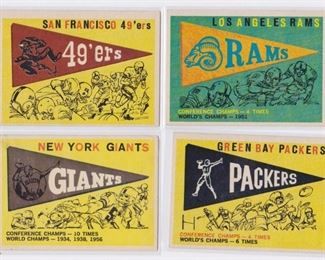 SAN FRANCISCO 49'ers
49'ers
LOS ANGELES RAMS
RAMS
CONFERENCE CHAMPS — 4 TIMES
WORLD'S CHAMPS — 1951
NEW YORK GIANTS
GIANTS
CONFERENCE CHAMPS — 10 TIMES
WORLD CHAMPS — 1934, 1938, 1956
GREEN BAY PACKERS
PACKERS
CONFERENCE CHAMPS — 4 TIMES
WORLD CHAMPS — 6 TIMES